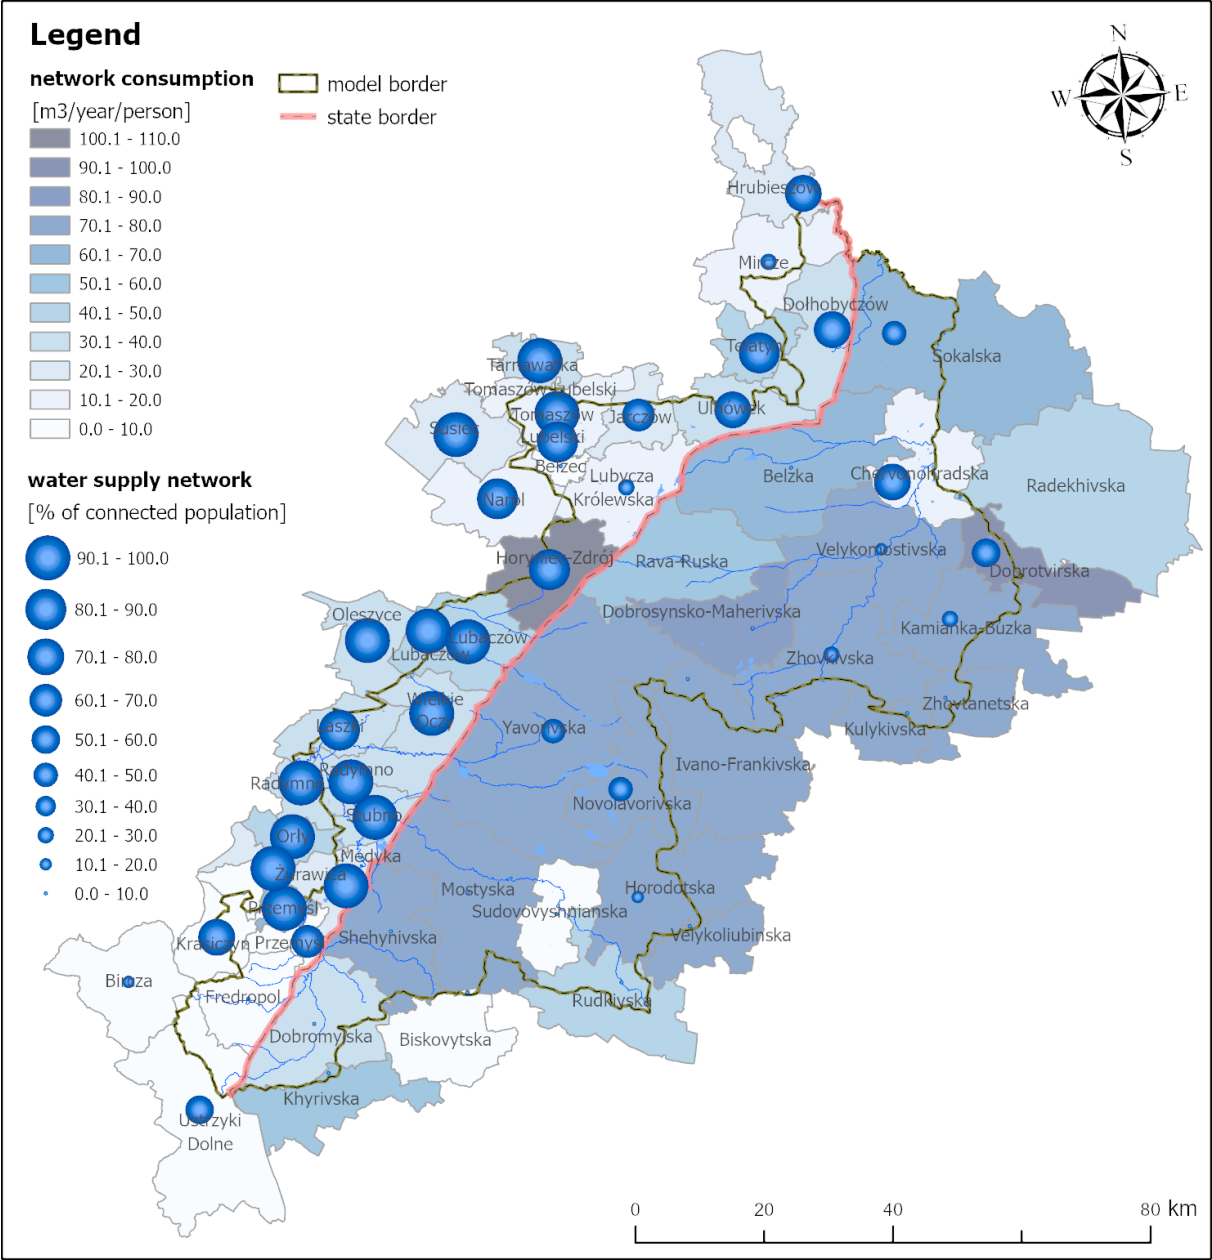 Legend
network consumption
[m3/year/person]
100.1 - 110.0
90.1 - 100.0
80.1 - 90.0
70.1 - 80.0
60.1 - 70.0
50.1 - 60.0
40.1 - 50.0
30.1 - 40.0
20.1 - 30.0
10.1 - 20.0
0.0 - 10.0
model border
state border
water supply network
[% of connected population]
90.1 - 100.0
80.1 - 90.0
70.1 - 80.0
60.1 - 70.0
50.1 - 60.0
40.1 - 50.0
30.1 - 40.0
20.1 - 30.0
10.1 - 20.0
0.0 - 10.0
N
W
E
S
Hrubieszów
Mircze
Dołhobyczów
Telatyn
Sokalska
Tarnawatka
Tomaszów Lubelski
Tomaszów
Lubelski
Jarczów
Ulhówek
Susiec
Bełżec
Lubycza
Królewska
Belzka
Chervonohradska
Radekhivska
Narol
Horyniec-Zdrój
Rava-Ruska
Velykomostivska
Dobrotvirska
Dobrosynsko-Maherivska
Kamianka-Buzka
Oleszyce
Lubaczów
Lubaczów
Zhovkivska
Zhovtanetska
Kulykivska
Wielkie
Oczy
Laszki
Yavorivska
Ivano-Frankivska
Radymno
Radymno
Novoiavorivska
Stubno
Orły
Medyka
Żurawica
Mostyska
Horodotska
Sudovovyshnianska
Przemyśl
Krasiczyn
Przemyśl
Shehynivska
Velykoliubinska
Bircza
Fredropol
Rudkivska
Dobromylska
Biskovytska
Khyrivska
Ustrzyki
Dolne
0 20 40 80 km